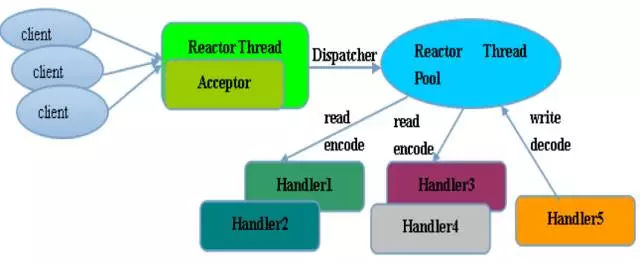 client
client
client
Reactor Thread
Acceptor
Dispatcher
Reactor Thread
Pool
read
encode
read
encode
write
decode
Handler1
Handler2
Handler3
Handler4
Handler5